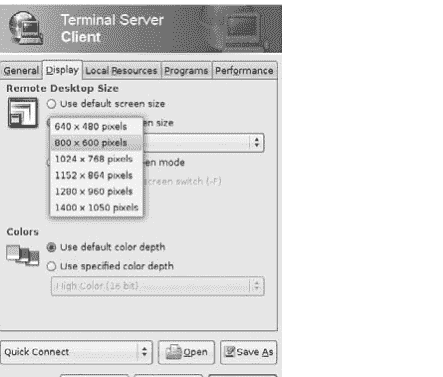 Terminal Server
Client
General Display Local Resources Programs Performance
Remote Desktop Size
Use default screen size
en size
640 x 480 pixels
800 x 600 pixels
1024 x 768 pixels
en mode
1152 x 864 pixels
screen switch (-F)
1280 x 960 pixels
1400 x 1050 pixels
Colors
Use default color depth
Use specified color depth
High Color (16 bit)
Quick Connect Open Save As